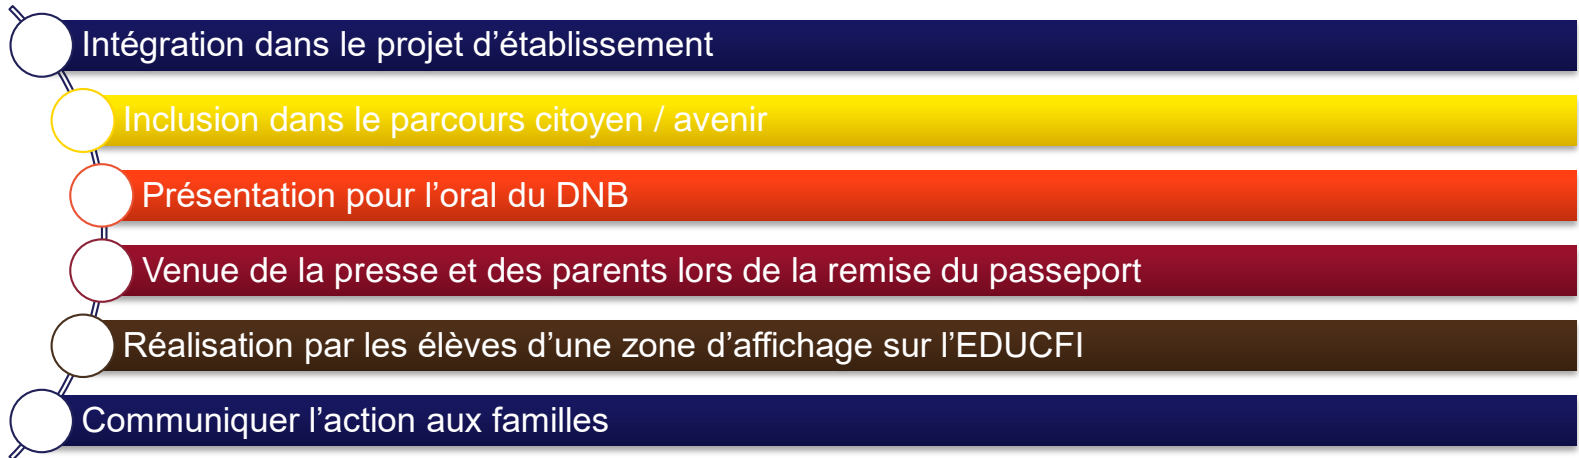 Intégration dans le projet d’établissement
Inclusion dans le parcours citoyen / avenir
Présentation pour l’oral du DNB
Venue de la presse et des parents lors de la remise du passeport
Réalisation par les élèves d’une zone d’affichage sur l’EDUCFI
Communiquer l’action aux familles